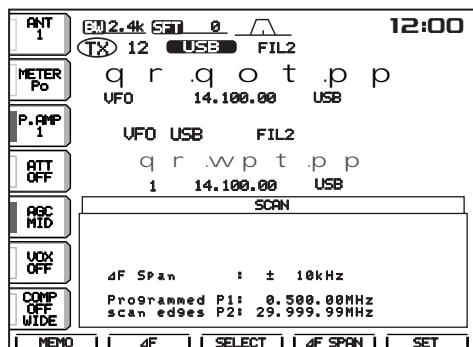 ANT 1
BW 2.4k SFT 0
12:00
TX 12 USB FIL2
METER Po
q r .q o t .p p
VFO 14.100.00 USB
P.AMP 1
VFO USB FIL2
ATT OFF
q r .w p t .p p
1 14.100.00 USB
AGC MID
SCAN
VOX OFF
⊿F Span : ± 10kHz
COMP OFF WIDE
Programmed P1: 0.500.00MHz
scan edges P2: 29.999.99MHz
MEMO ⊿F SELECT ⊿F SPAN SET